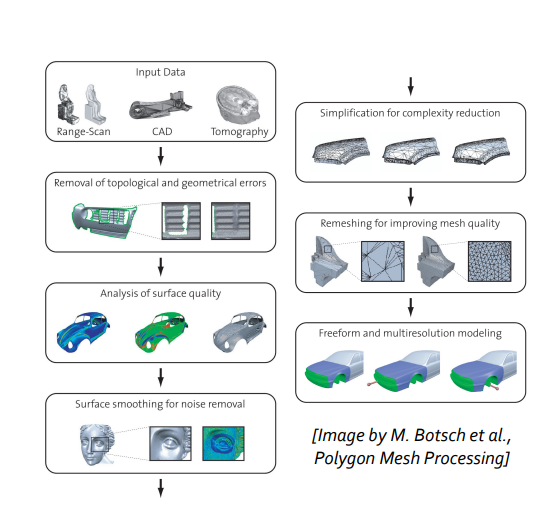 Input Data
Range-Scan CAD Tomography
Removal of topological and geometrical errors
Analysis of surface quality
Surface smoothing for noise removal
Simplification for complexity reduction
Remeshing for improving mesh quality
Freeform and multiresolution modeling
[Image by M. Botsch et al.,
Polygon Mesh Processing]